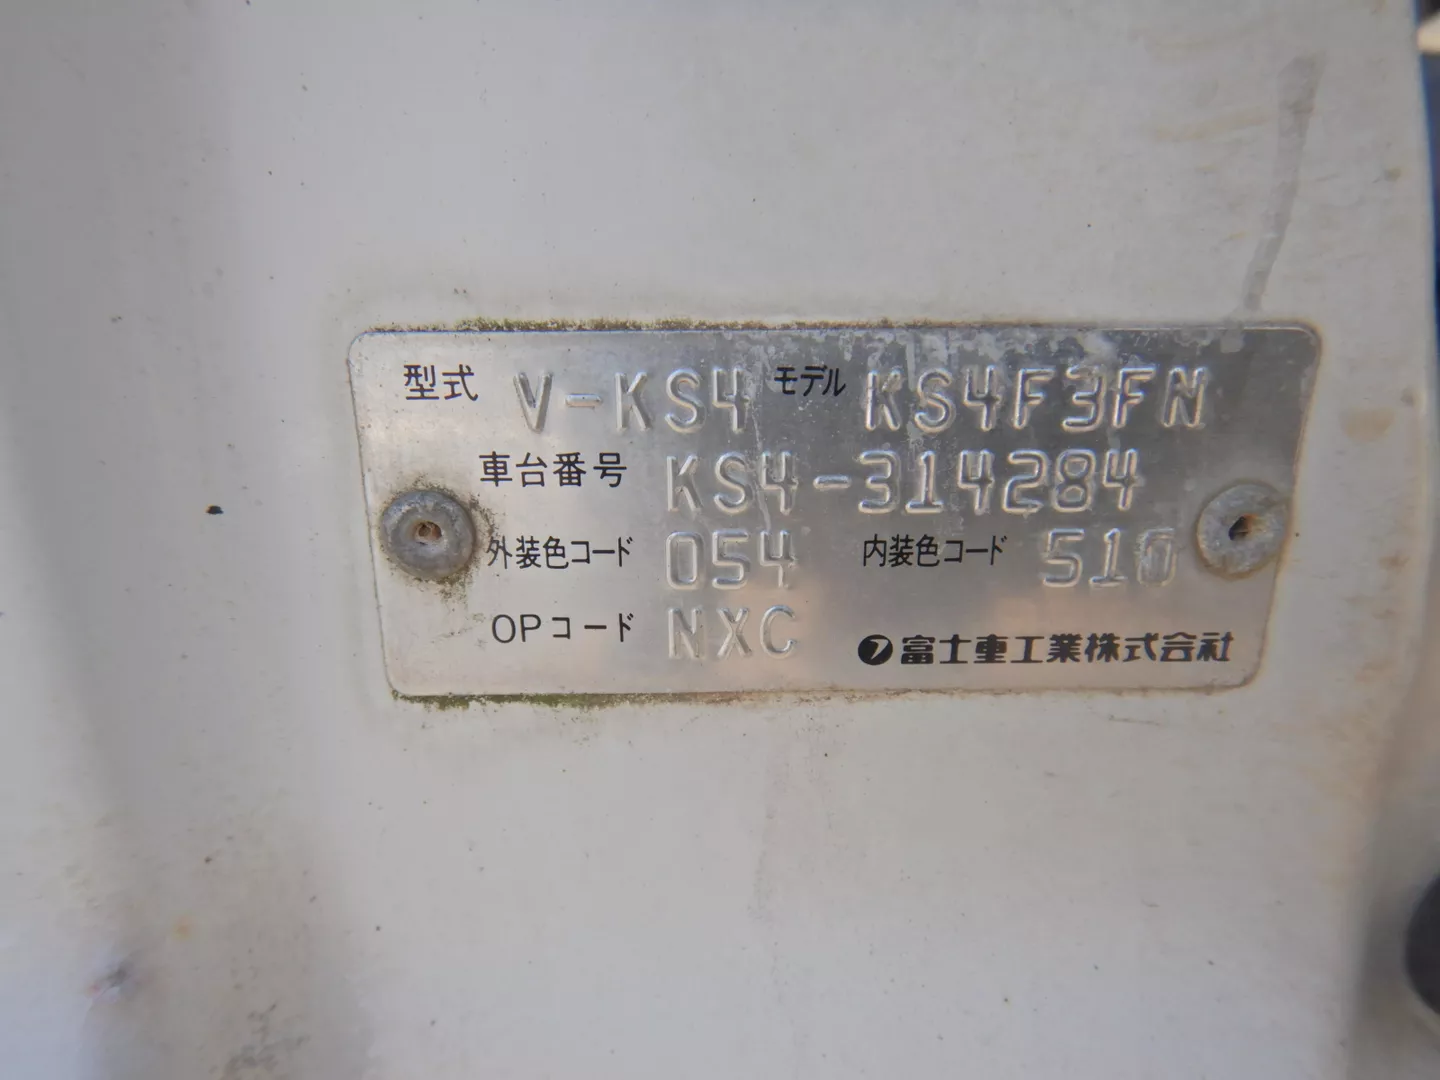 型式 V-KS4 モデル KS4F3FN
車台番号 KS4-314284
外装色コード 054 内装色コード 510
OPコード NXC 富士重工業株式会社